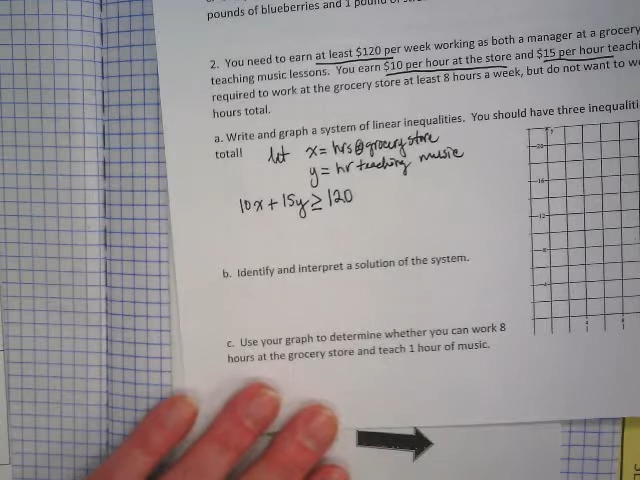 pounds of blueberries and 1 pound of
2. You need to earn at least $120 per week working as both a manager at a grocery
teaching music lessons. You earn $10 per hour at the store and $15 per hour teachi
required to work at the grocery store at least 8 hours a week, but do not want to wo
hours total.
a. Write and graph a system of linear inequalities. You should have three inequaliti
totall
let x = hrs @ grocery store
y = hr teaching music
10x + 15y ≥ 120
b. Identify and interpret a solution of the system.
c. Use your graph to determine whether you can work 8
hours at the grocery store and teach 1 hour of music.